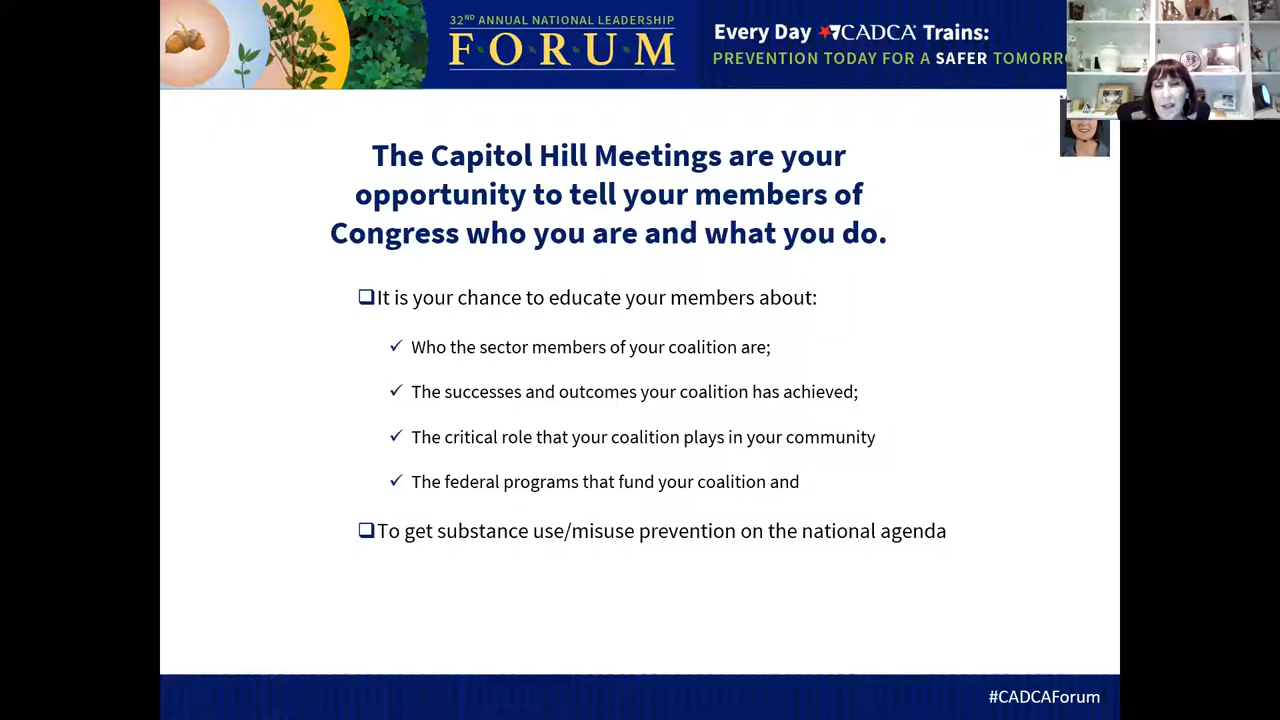 32ND ANNUAL NATIONAL LEADERSHIP
FORUM
Every Day CADCA Trains:
PREVENTION TODAY FOR A SAFER TOMORR
The Capitol Hill Meetings are your
opportunity to tell your members of
Congress who you are and what you do.
It is your chance to educate your members about:
Who the sector members of your coalition are;
The successes and outcomes your coalition has achieved;
The critical role that your coalition plays in your community
The federal programs that fund your coalition and
To get substance use/misuse prevention on the national agenda
#CADCAForum